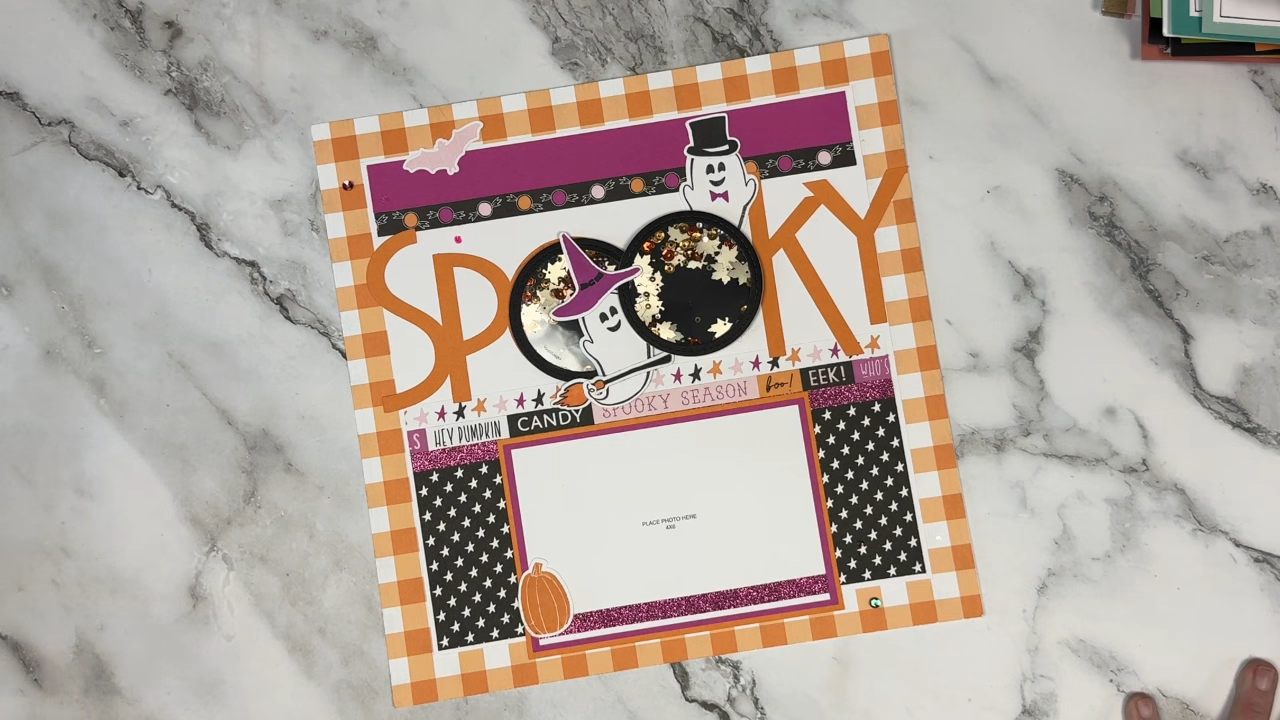 SPOOKY
S HEY PUMPKIN CANDY SPOOKY SEASON boo! EEK! WHO'S
PLACE PHOTO HERE
4X6